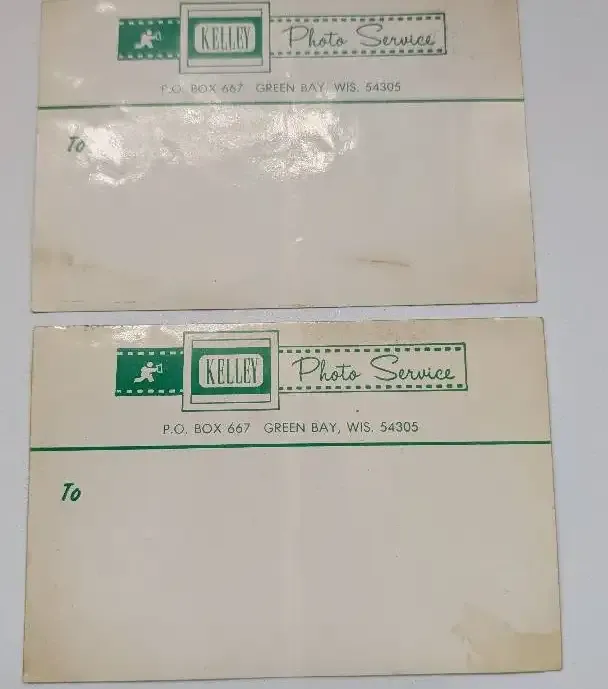 KELLEY Photo Service
P.O. BOX 667 GREEN BAY, WIS. 54305
To
KELLEY Photo Service
P.O. BOX 667 GREEN BAY, WIS. 54305
To